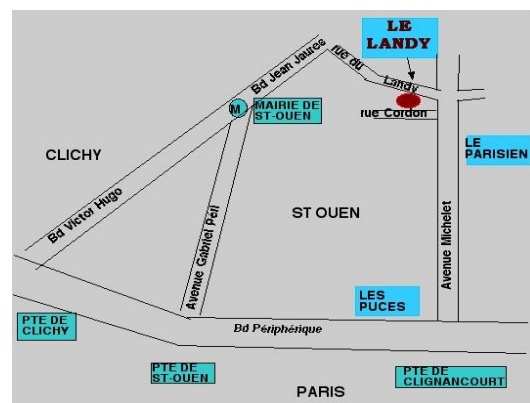 LE
LANDY
rue du
Landy
Bd Jean Jaures
M
MAIRIE DE
ST-OUEN
rue Cordon
LE
PARISIEN
CLICHY
Bd Victor Hugo
ST OUEN
Avenue Gabriel Péri
Avenue Michelet
LES
PUCES
Bd Périphérique
PTE DE
CLICHY
PTE DE
ST-OUEN
PTE DE
CLIGNANCOURT
PARIS